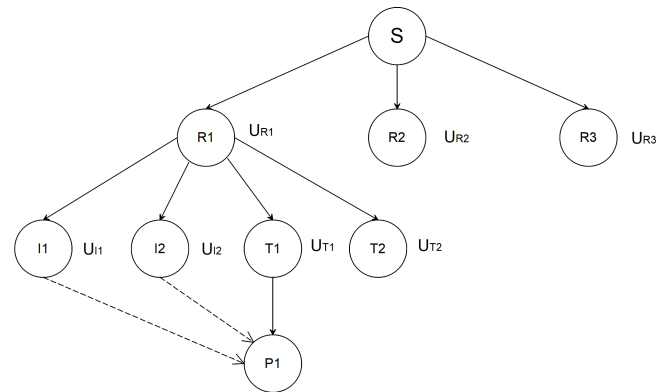 S
R1 UR1 R2 UR2 R3 UR3
I1 UI1 I2 UI2 T1 UT1 T2 UT2
P1